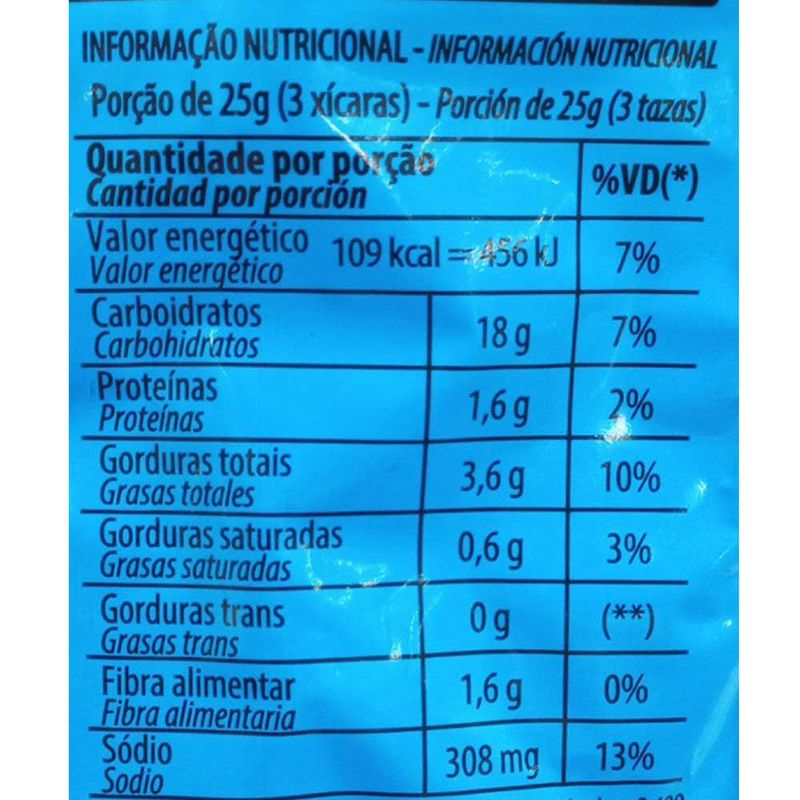 INFORMAÇÃO NUTRICIONAL - INFORMACIÓN NUTRICIONAL
Porção de 25g (3 xícaras) - Porción de 25g (3 tazas)
Quantidade por porção
Cantidad por porción
%VD(*)
Valor energético
Valor energético
109 kcal = 456 kJ
7%
Carboidratos
Carbohidratos
18 g
7%
Proteínas
Proteínas
1,6 g
2%
Gorduras totais
Grasas totales
3,6 g
10%
Gorduras saturadas
Grasas saturadas
0,6 g
3%
Gorduras trans
Grasas trans
0 g
(**)
Fibra alimentar
Fibra alimentaria
1,6 g
0%
Sódio
Sodio
308 mg
13%